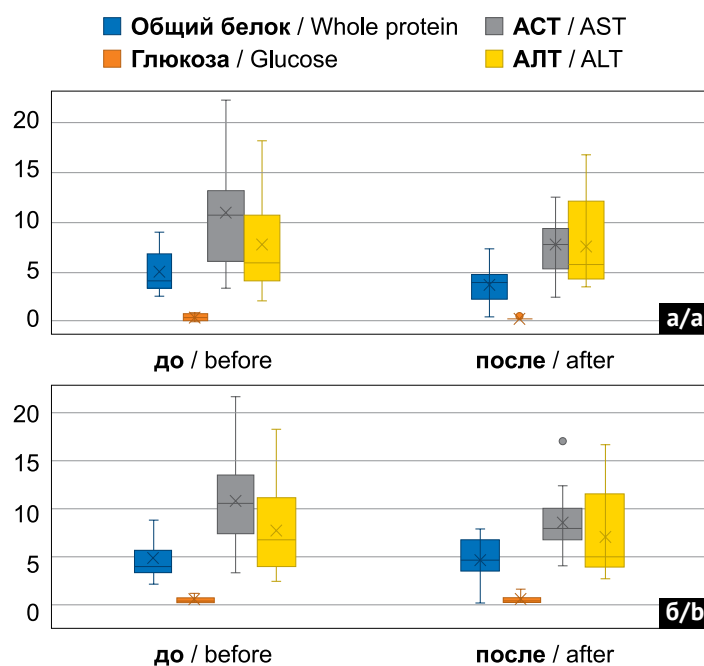 Общий белок / Whole protein
АСТ / AST
Глюкоза / Glucose
АЛТ / ALT
20
15
10
5
0
а/a
до / before
после / after
20
15
10
5
0
б/b
до / before
после / after